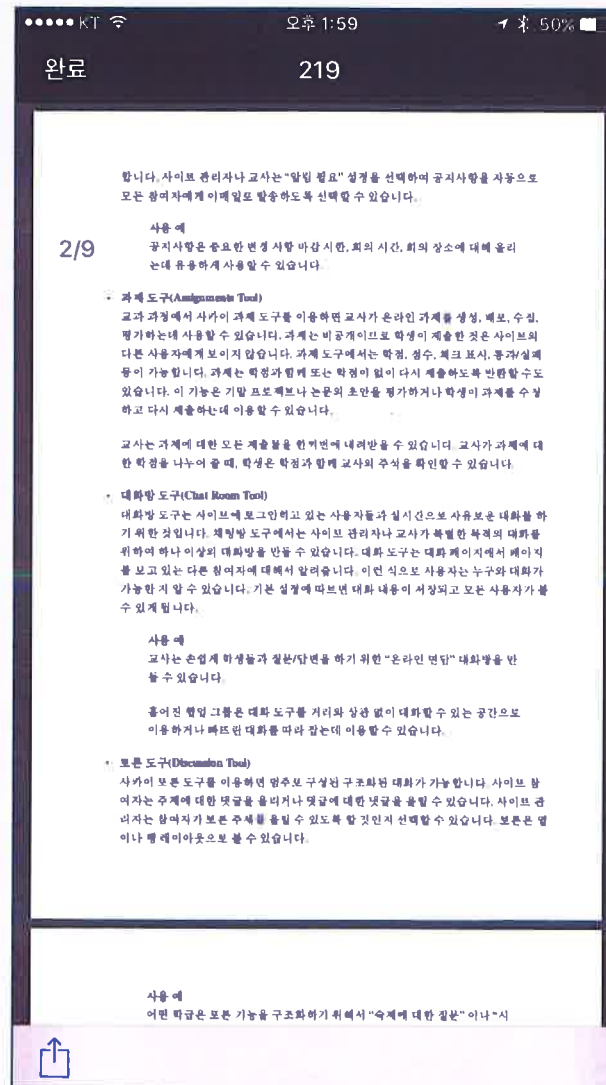 KT 오후 1:59 50%
완료 219
합니다. 사이트 관리자나 교사는 “알림 필요” 설정을 선택하여 공지사항을 자동으로
모든 참여자에게 이메일로 발송하도록 선택할 수 있습니다.
2/9
사용 예
공지사항은 중요한 변경 사항 마감 시한, 회의 시간, 회의 장소에 대해 올리
는데 유용하게 사용할 수 있습니다.
과제 도구(Assignments Tool)
교과 과정에서 사카이 과제 도구를 이용하면 교사가 온라인 과제를 생성, 배포, 수집,
평가하는데 사용할 수 있습니다. 과제는 비공개이므로 학생이 제출한 것은 사이트의
다른 사용자에게 보이지 않습니다. 과제 도구에서는 학점, 점수, 체크 표시, 통과/실패
등이 가능합니다. 과제는 학점과 함께 또는 학점이 없이 다시 제출하도록 반환할 수도
있습니다. 이 기능은 기말 프로젝트나 논문의 초안을 평가하거나 학생이 과제를 수정
하고 다시 제출하는데 이용할 수 있습니다.
교사는 과제에 대한 모든 제출물을 한꺼번에 내려받을 수 있습니다. 교사가 과제에 대
한 학점을 나누어 줄 때, 학생은 학점과 함께 교사의 주석을 확인할 수 있습니다.
대화방 도구(Chat Room Tool)
대화방 도구는 사이트에 로그인하고 있는 사용자들과 실시간으로 자유로운 대화를 하
기 위한 것입니다. 채팅방 도구에서는 사이트 관리자나 교사가 특별한 목적의 대화를
위하여 하나 이상의 대화방을 만들 수 있습니다. 대화 도구는 대화 페이지에서 페이지
를 보고 있는 다른 참여자에 대해서 알려줍니다. 이런 식으로 사용자는 누구와 대화가
가능한 지 알 수 있습니다. 기본 설정에 따르면 대화 내용이 저장되고 모든 사용자가 볼
수 있게 됩니다.
사용 예
교사는 손쉽게 학생들과 질문/답변을 하기 위한 “온라인 면담” 대화방을 만
들 수 있습니다.
흩어진 협업 그룹은 대화 도구를 거리와 상관 없이 대화할 수 있는 공간으로
이용하거나 빠뜨린 대화를 따라 잡는데 이용할 수 있습니다.
토론 도구(Discussion Tool)
사카이 토론 도구를 이용하면 범주로 구성된 구조화된 대화가 가능합니다. 사이트 참
여자는 주제에 대한 댓글을 올리거나 댓글에 대한 댓글을 올릴 수 있습니다. 사이트 관
리자는 참여자가 토론 주제를 올릴 수 있도록 할 것인지 선택할 수 있습니다. 토론은 열
이나 행 레이아웃으로 볼 수 있습니다.
사용 예
어떤 학급은 토론 기능을 구조화하기 위해서 “숙제에 대한 질문” 이나 “시